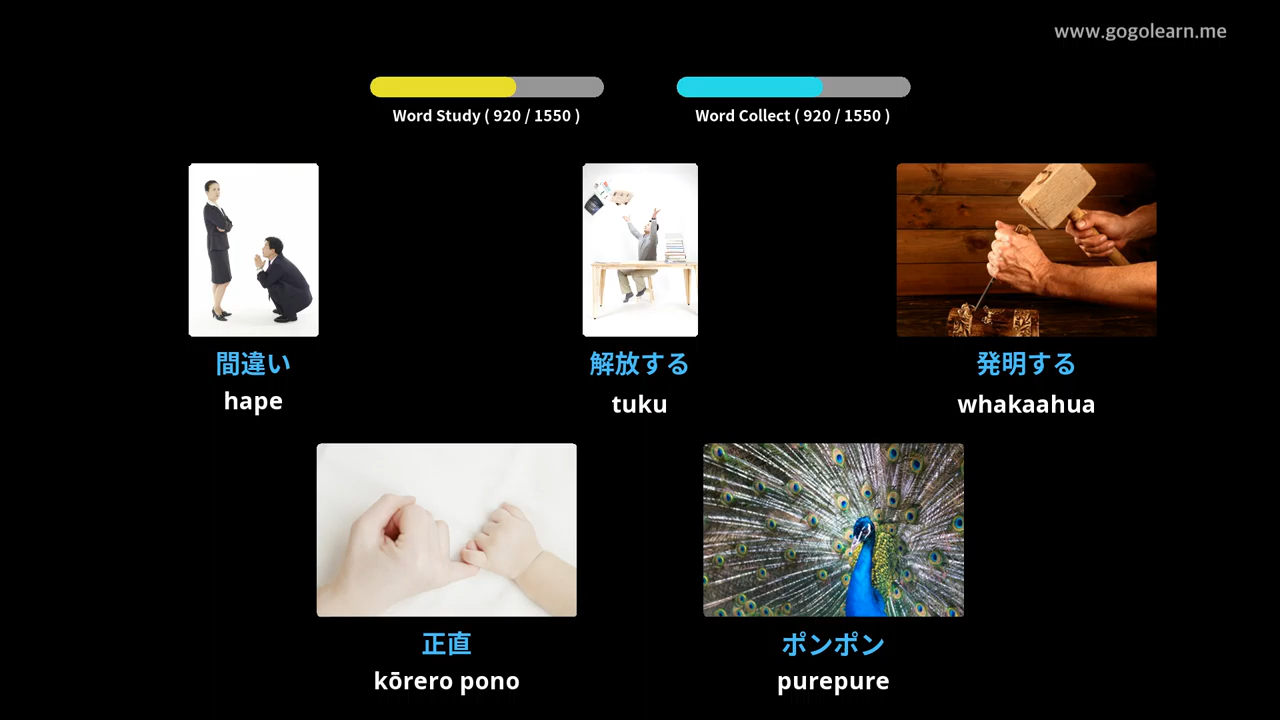 www.gogolearn.me
Word Study ( 920 / 1550 )
Word Collect ( 920 / 1550 )
間違い
hape
解放する
tuku
発明する
whakaahua
正直
kōrero pono
ポンポン
purepure